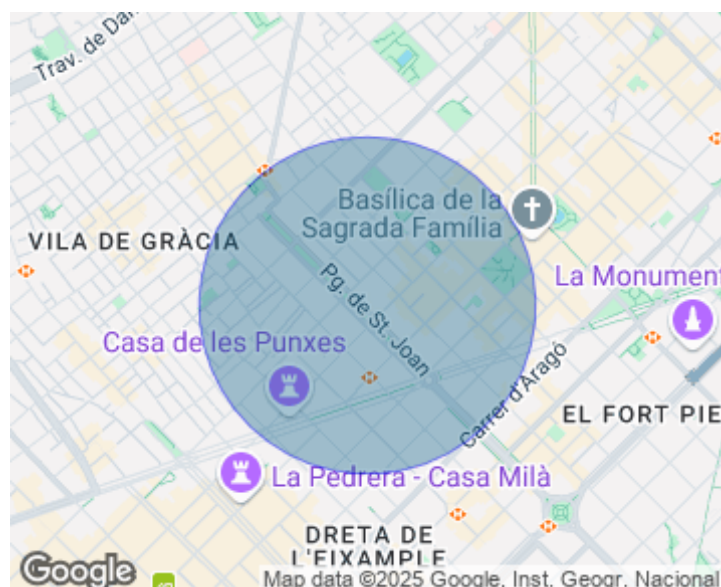 Trav. de Dal
Basílica de la
Sagrada Família
VILA DE GRÀCIA
Pg. de St. Joan
La Monument
Casa de les Punxes
Carrer d'Aragó
EL FORT PIE
La Pedrera - Casa Milà
DRETA DE
L'EIXAMPLE
Google
Map data ©2025 Google, Inst. Geogr. Nacional